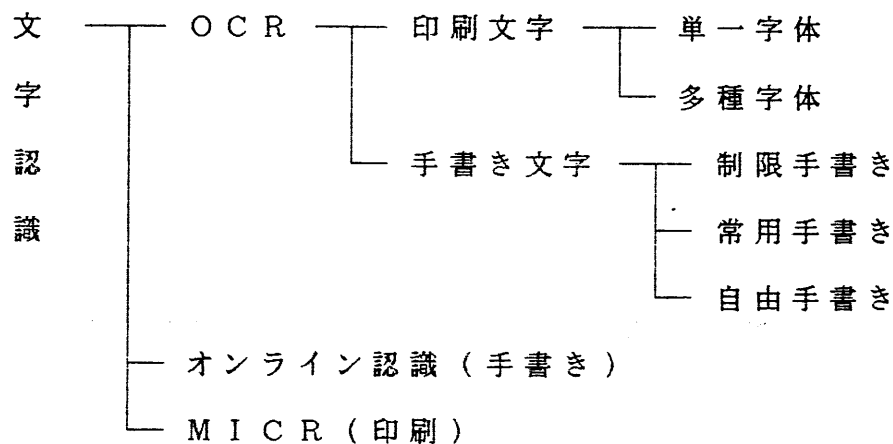 文字認識
OCR
印刷文字
単一字体
多種字体
手書き文字
制限手書き
常用手書き
自由手書き
オンライン認識(手書き)
MICR(印刷)